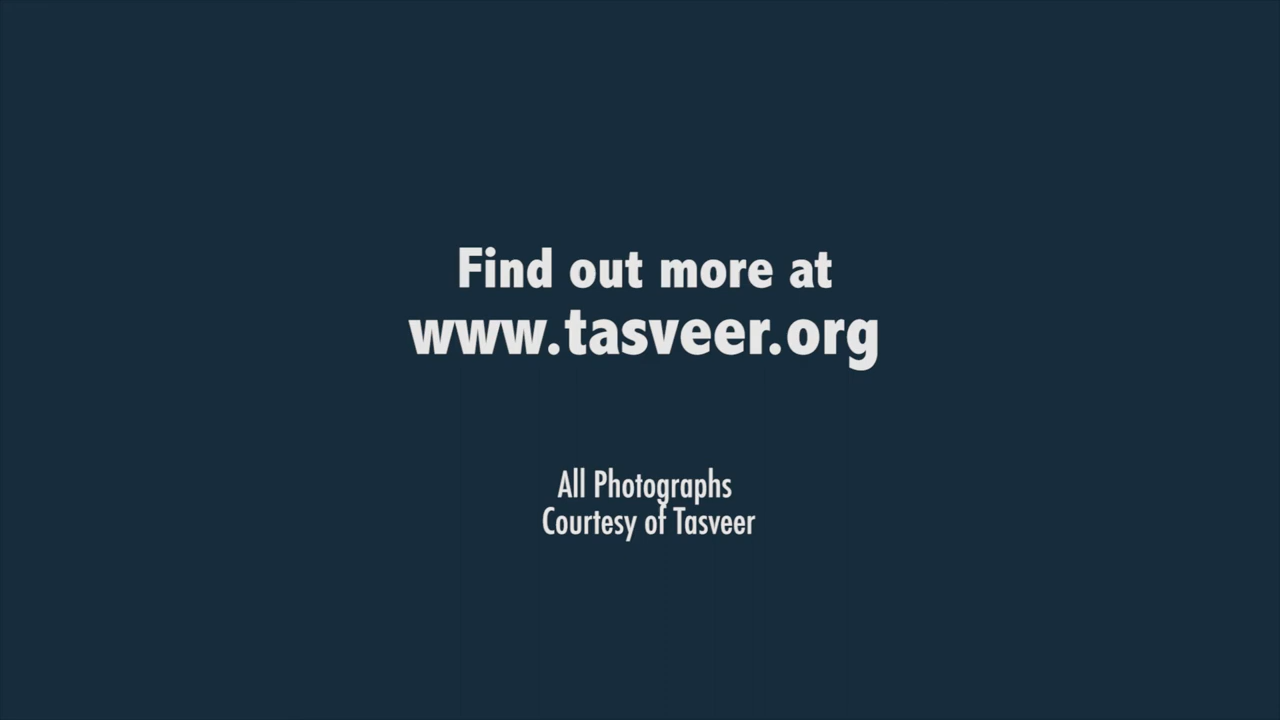 Find out more at
www.tasveer.org
All Photographs
Courtesy of Tasveer